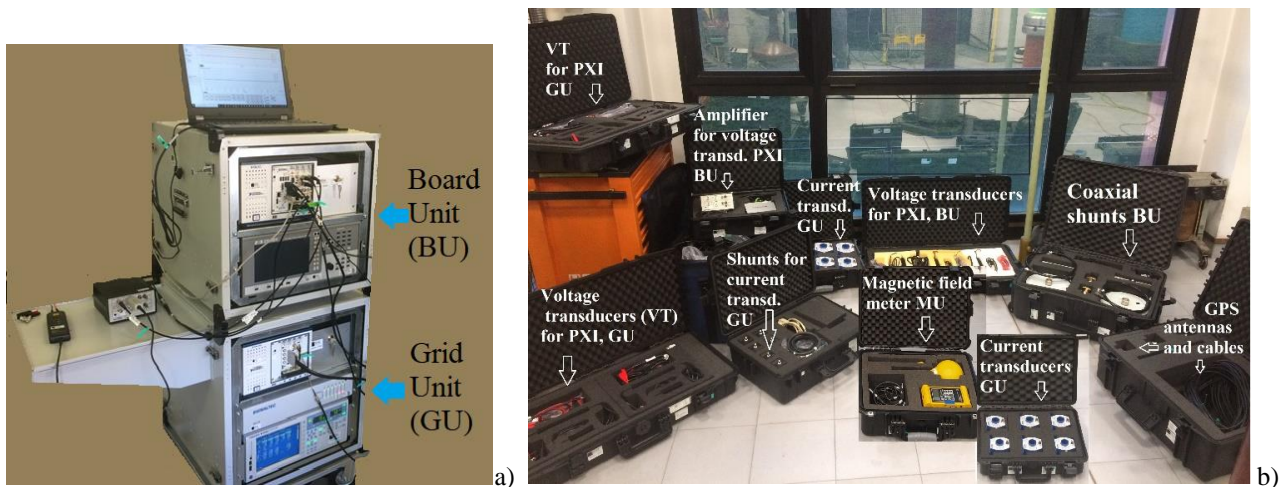 Board
Unit
(BU)
Grid
Unit
(GU)
a)
VT
for PXI
GU
Amplifier
for voltage
transd. PXI
BU
Current
transd.
GU
Voltage transducers
for PXI, BU
Coaxial
shunts BU
Voltage
transducers (VT)
for PXI, GU
Shunts for
current
transd.
GU
Magnetic field
meter MU
Current
transducers
GU
GPS
antennas
and cables
b)